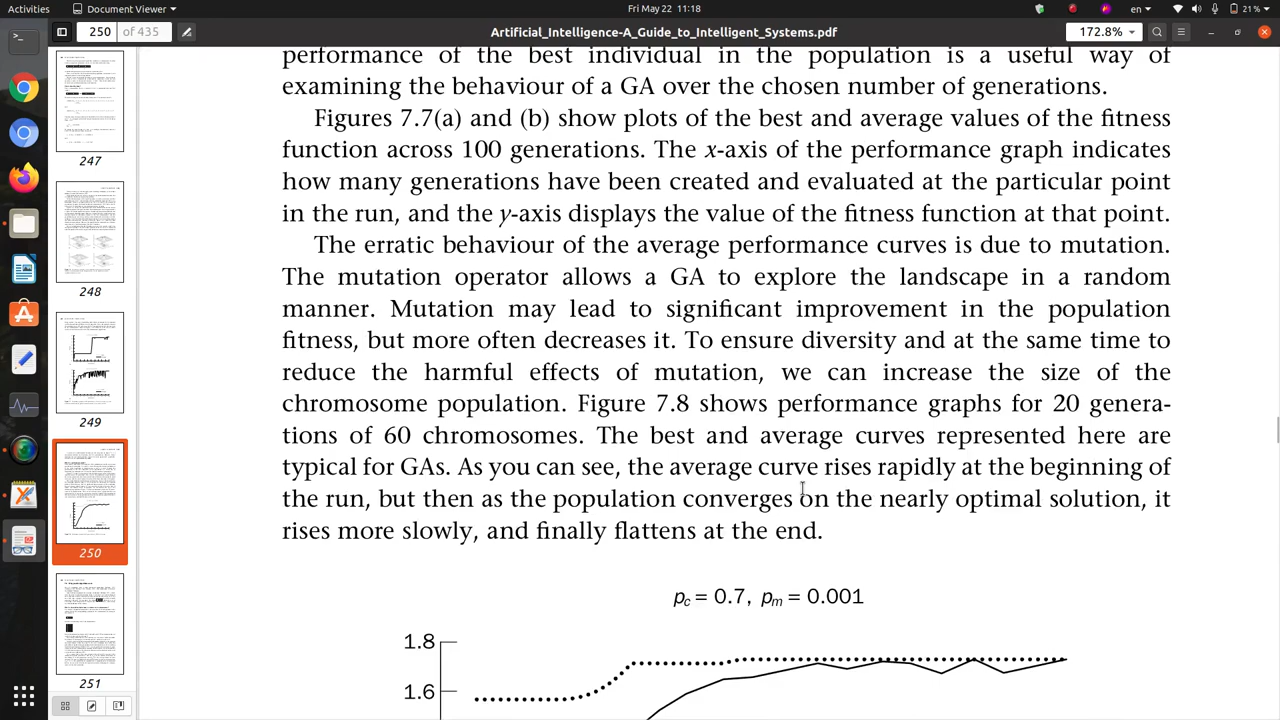 Activities
Document Viewer
Fri May 22 11:18
en
21 %
250
of 435
Artificial_Intelligence-A_Guide_to_Intelligent_Systems.pdf
172.8%
247
248
249
250
251
performance of the best individual in the population is a useful way of
examining the behaviour of a GA over the chosen number of generations.
Figures 7.7(a) and (b) show plots of the best and average values of the fitness
function across 100 generations. The x-axis of the performance graph indicates
how many generations have been created and evaluated at the particular point
in the run, and the y-axis displays the value of the fitness function at that point.
The erratic behaviour of the average performance curves is due to mutation.
The mutation operator allows a GA to explore the landscape in a random
manner. Mutation may lead to significant improvement in the population
fitness, but more often decreases it. To ensure diversity and at the same time to
reduce the harmful effects of mutation, we can increase the size of the
chromosome population. Figure 7.8 shows performance graphs for 20 genera-
tions of 60 chromosomes. The best and average curves represented here are
typical for GAs. As you can see, the average curve rises rapidly at the beginning of
the run, but then as the population converges on the nearly optimal solution, it
rises more slowly, and finally flattens at the end.
pc = 0.7, pm = 0.001
1.8
1.6